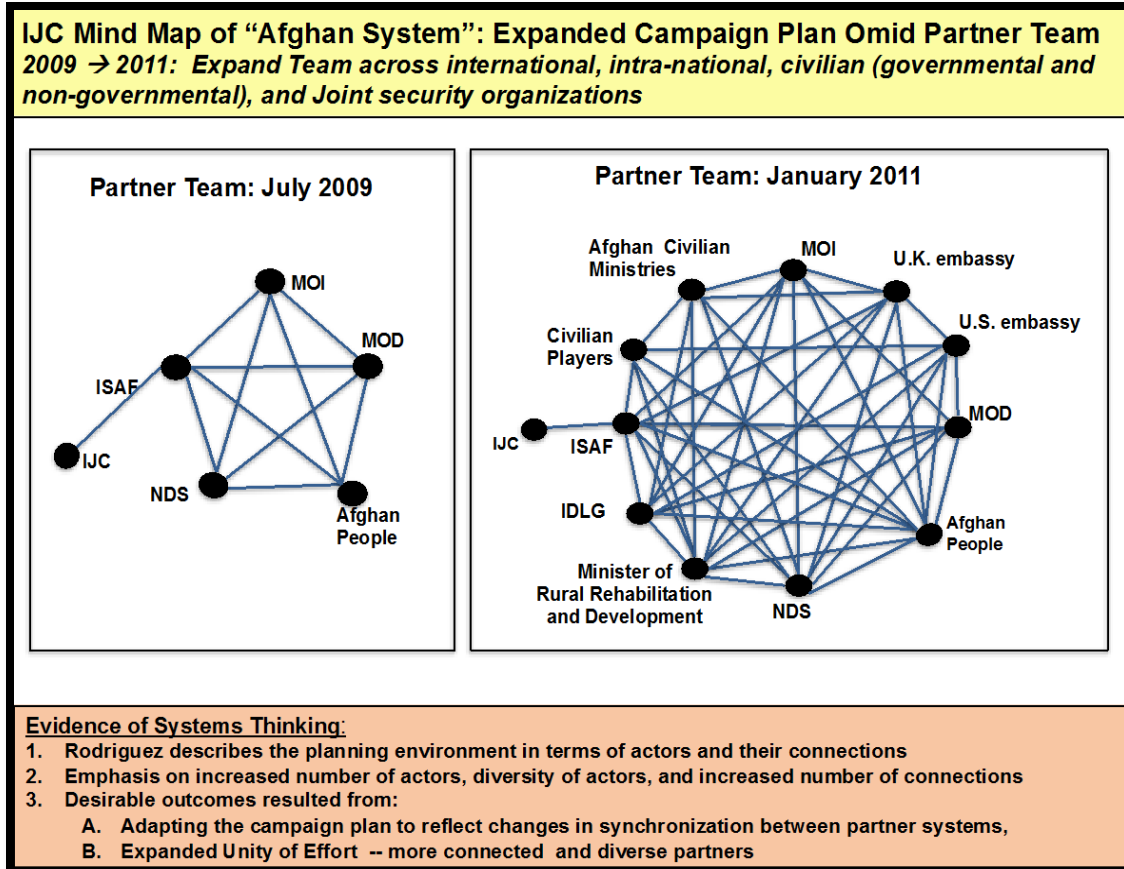 IJC Mind Map of “Afghan System”: Expanded Campaign Plan Omid Partner Team
2009 → 2011: Expand Team across international, intra-national, civilian (governmental and
non-governmental), and Joint security organizations
Partner Team: July 2009
MOI
MOD
ISAF
IJC
NDS
Afghan
People
Partner Team: January 2011
Afghan Civilian
Ministries
MOI
U.K. embassy
U.S. embassy
Civilian
Players
MOD
IJC
ISAF
IDLG
Afghan
People
Minister of
Rural Rehabilitation
and Development
NDS
Evidence of Systems Thinking:
1. Rodriguez describes the planning environment in terms of actors and their connections
2. Emphasis on increased number of actors, diversity of actors, and increased number of connections
3. Desirable outcomes resulted from:
A. Adapting the campaign plan to reflect changes in synchronization between partner systems,
B. Expanded Unity of Effort -- more connected and diverse partners